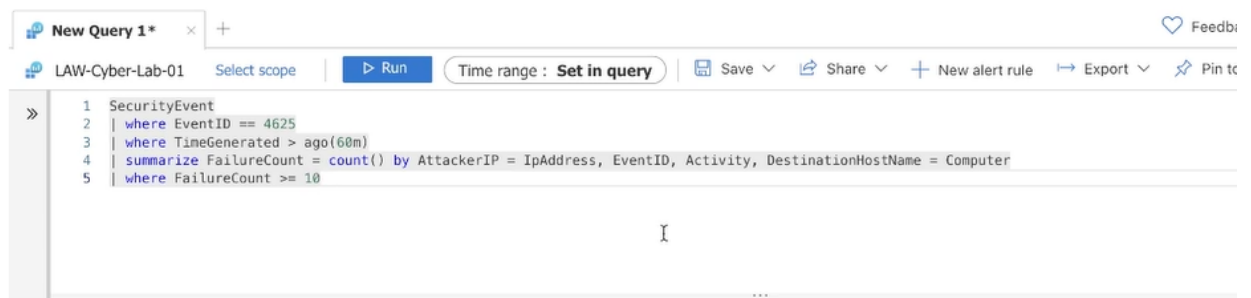 New Query 1*
Feedba
LAW-Cyber-Lab-01 Select scope Run Time range : Set in query Save Share New alert rule Export Pin to
1 SecurityEvent
2 | where EventID == 4625
3 | where TimeGenerated > ago(60m)
4 | summarize FailureCount = count() by AttackerIP = IpAddress, EventID, Activity, DestinationHostName = Computer
5 | where FailureCount >= 10